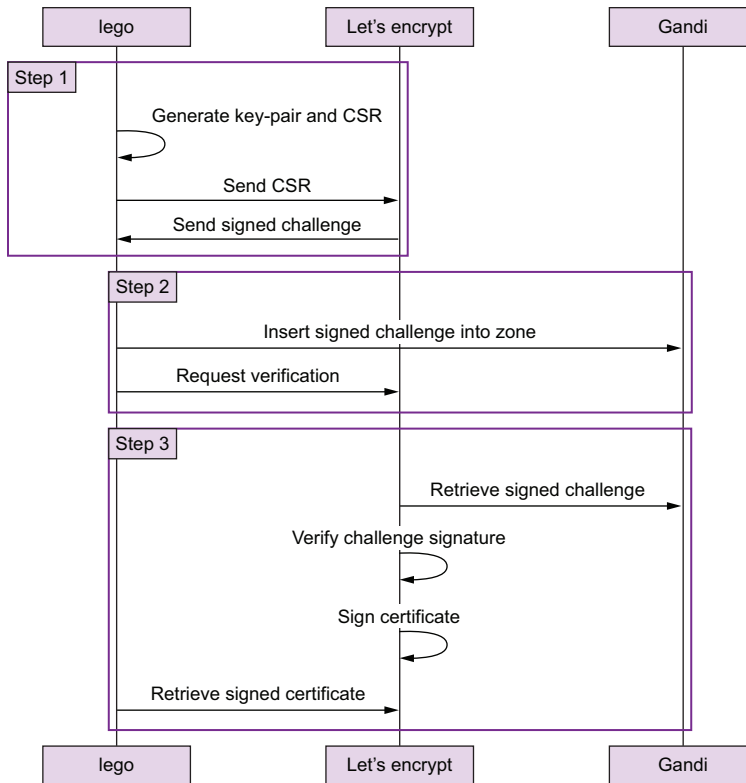 lego
Let's encrypt
Gandi
Step 1
Generate key-pair and CSR
Send CSR
Send signed challenge
Step 2
Insert signed challenge into zone
Request verification
Step 3
Retrieve signed challenge
Verify challenge signature
Sign certificate
Retrieve signed certificate
lego
Let's encrypt
Gandi